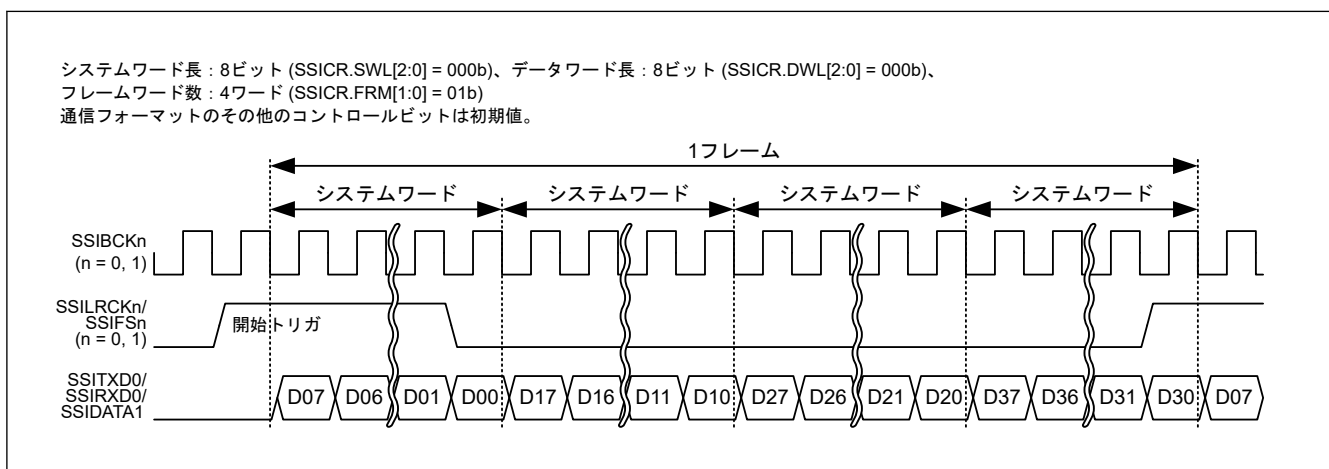 システムワード長：8ビット (SSICR.SWL[2:0] = 000b)、データワード長：8ビット (SSICR.DWL[2:0] = 000b)、
フレームワード数：4ワード (SSICR.FRM[1:0] = 01b)
通信フォーマットのその他のコントロールビットは初期値。
1フレーム
システムワード システムワード システムワード システムワード
SSIBCKn
(n = 0, 1)
SSILRCKn/
SSIFSn
(n = 0, 1)
開始トリガ
SSITXD0/
SSIRXD0/
SSIDATA1
D07 D06 D01 D00 D17 D16 D11 D10 D27 D26 D21 D20 D37 D36 D31 D30 D07